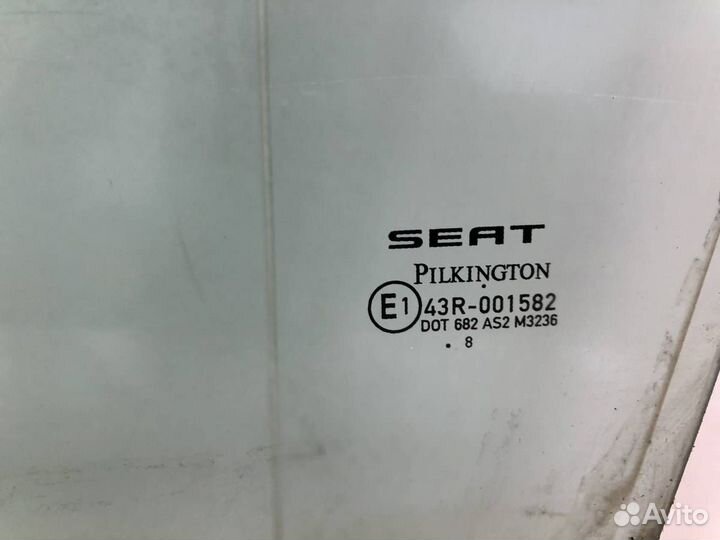 SEAT
PILKINGTON
E1 43R-001582
DOT 682 AS2 M3236
. 8
Avito